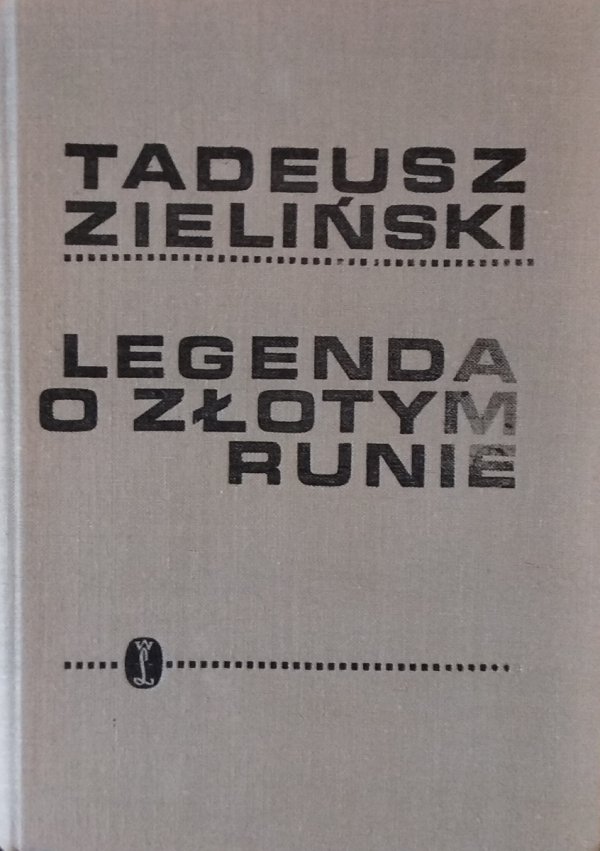 TADEUSZ
ZIELIŃSKI
LEGENDA
O ZŁOTYM
RUNIE
WL